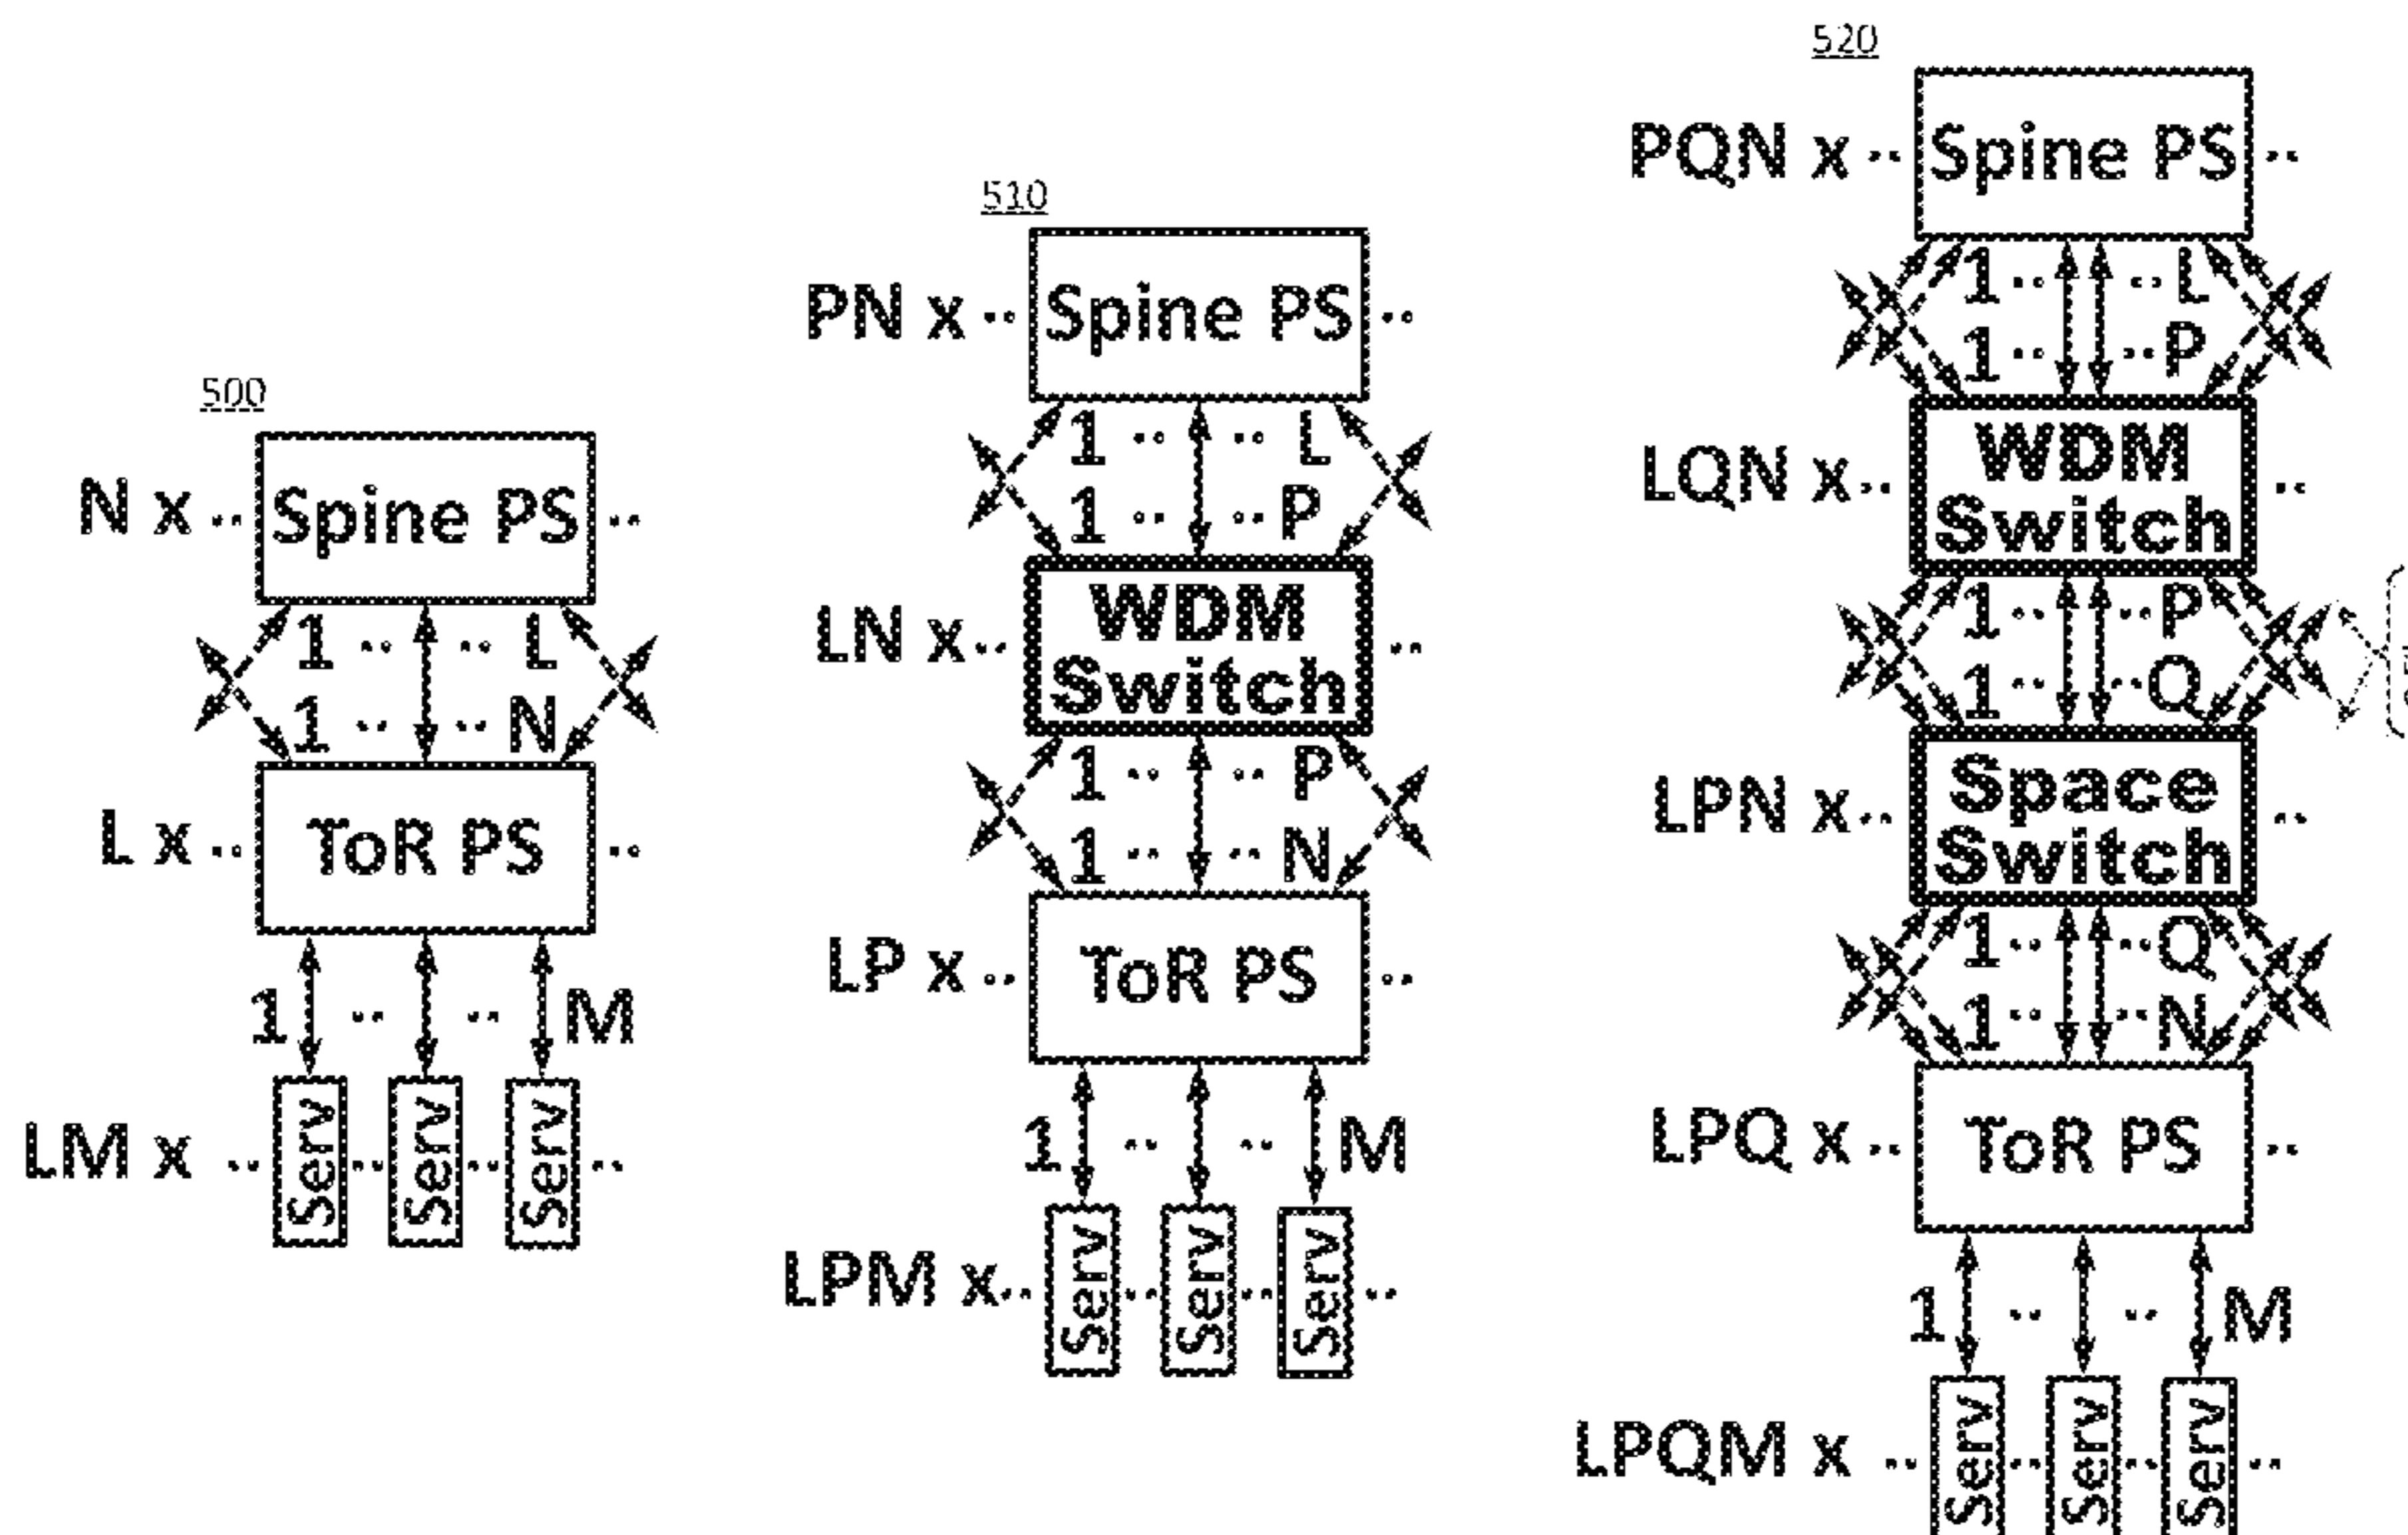 500
N x .. Spine PS ..
1 .. .. L
1 .. .. N
L x .. ToR PS ..
1 .. .. M
LM x .. Serv .. Serv .. Serv ..
510
PN x .. Spine PS ..
1 .. .. L
1 .. .. P
LN x .. WDM ..
Switch
1 .. .. P
1 .. .. N
LP x .. ToR PS ..
1 .. .. M
LPM x .. Serv .. Serv .. Serv ..
520
PQN x .. Spine PS ..
1 .. .. L
1 .. .. P
LQN x .. WDM ..
Switch
1 .. .. P
1 .. .. Q
LPN x .. Space ..
Switch
1 .. .. Q
1 .. .. N
LPQ x .. ToR PS ..
1 .. .. M
LPQM x .. Serv .. Serv .. Serv ..